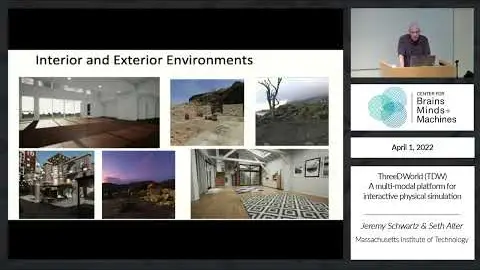 Interior and Exterior Environments
CENTER FOR
Brains
Minds+
Machines
April 1, 2022
ThreeDWorld (TDW)
A multi-modal platform for
interactive physical simulation
Jeremy Schwartz & Seth Alter
Massachusetts Institute of Technology